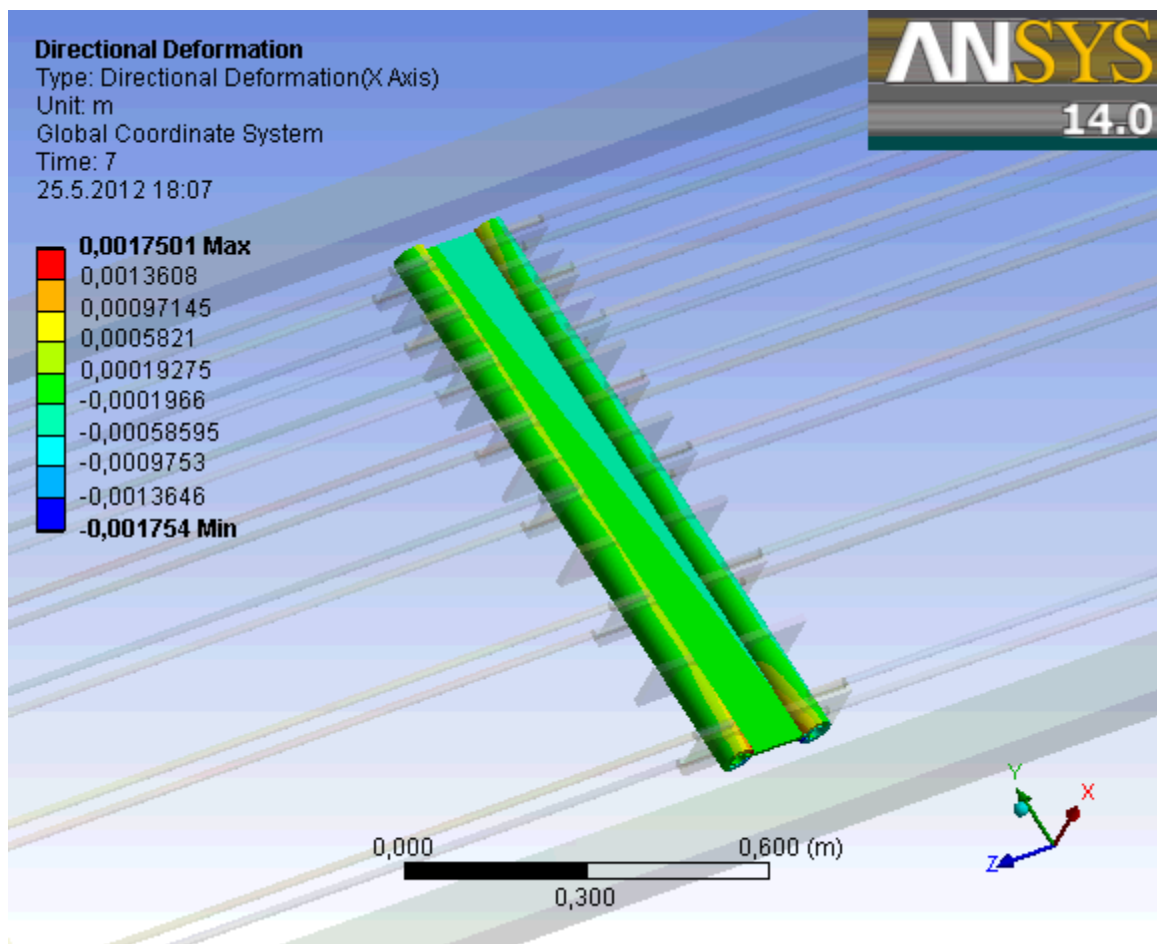 Directional Deformation
Type: Directional Deformation(X Axis)
Unit: m
Global Coordinate System
Time: 7
25.5.2012 18:07
ANSYS
14.0
0,0017501 Max
0,0013608
0,00097145
0,0005821
0,00019275
-0,0001966
-0,00058595
-0,0009753
-0,0013646
-0,001754 Min
Y
X
Z
0,000
0,600 (m)
0,300